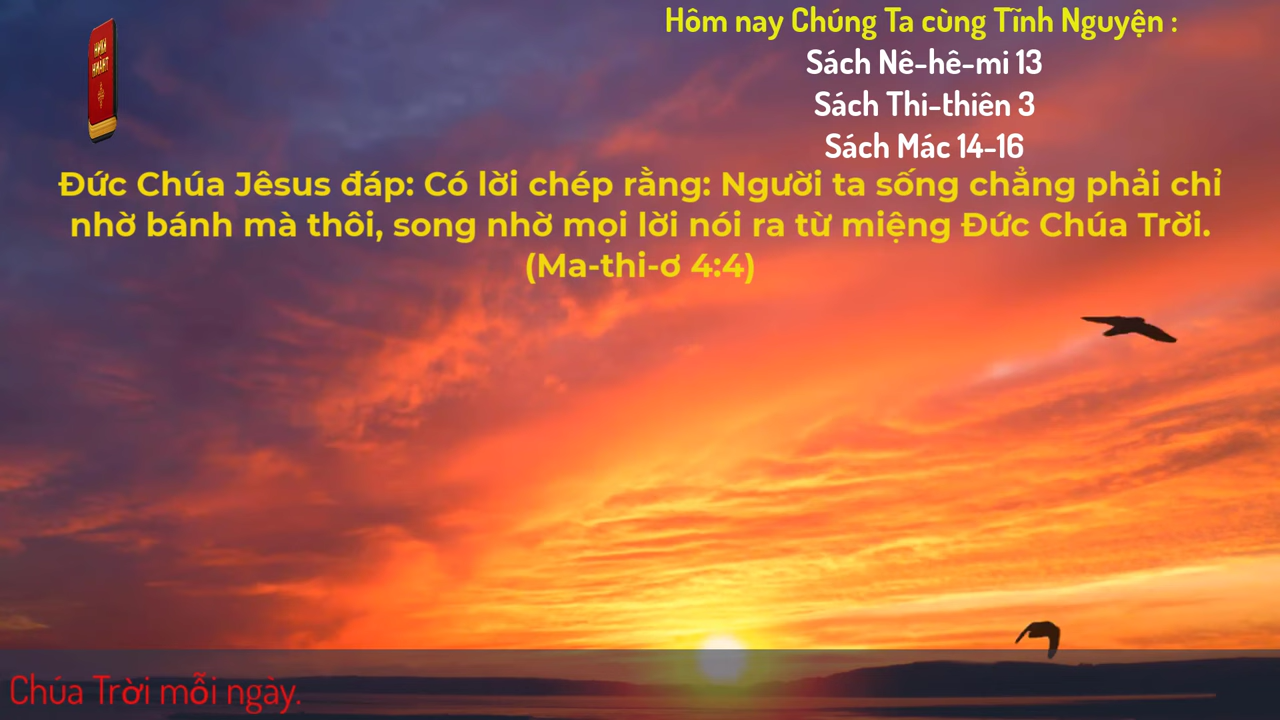 Hôm nay Chúng Ta cùng Tĩnh Nguyện :
Sách Nê-hê-mi 13
Sách Thi-thiên 3
Sách Mác 14-16
Đức Chúa Jêsus đáp: Có lời chép rằng: Người ta sống chẳng phải chỉ
nhờ bánh mà thôi, song nhờ mọi lời nói ra từ miệng Đức Chúa Trời.
(Ma-thi-ơ 4:4)
Chúa Trời mỗi ngày.